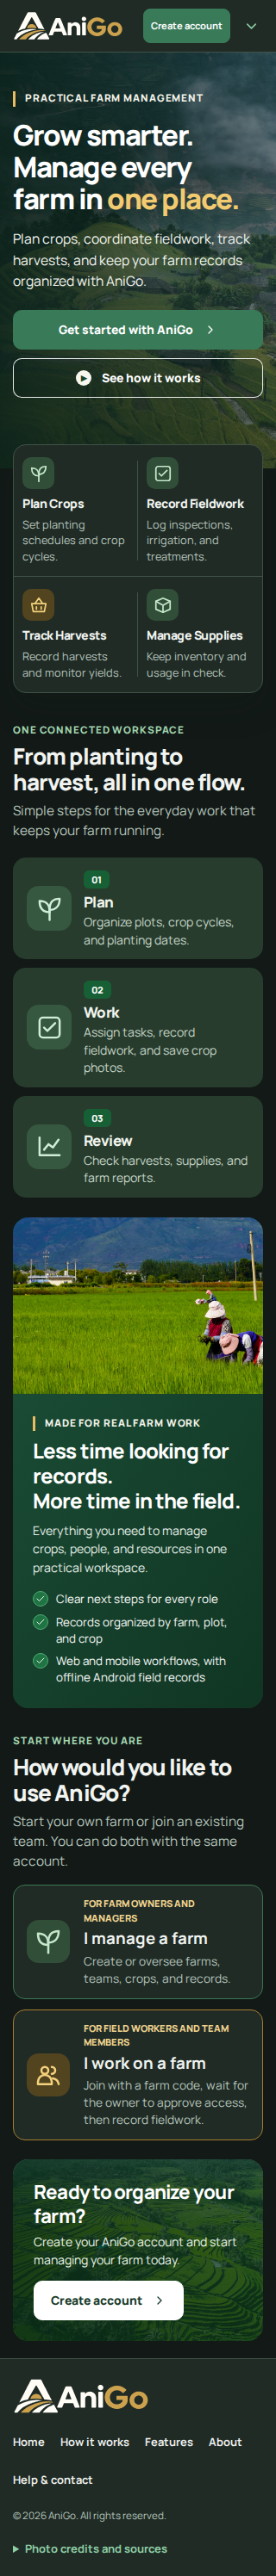 AniGo
Create account
PRACTICAL FARM MANAGEMENT
Grow smarter.
Manage every
farm in one place.
Plan crops, coordinate fieldwork, track
harvests, and keep your farm records
organized with AniGo.
Get started with AniGo
See how it works
Plan Crops
Set planting
schedules and crop
cycles.
Record Fieldwork
Log inspections,
irrigation, and
treatments.
Track Harvests
Record harvests
and monitor yields.
Manage Supplies
Keep inventory and
usage in check.
ONE CONNECTED WORKSPACE
From planting to
harvest, all in one flow.
Simple steps for the everyday work that
keeps your farm running.
01
Plan
Organize plots, crop cycles,
and planting dates.
02
Work
Assign tasks, record
fieldwork, and save crop
photos.
03
Review
Check harvests, supplies, and
farm reports.
MADE FOR REAL FARM WORK
Less time looking for
records.
More time in the field.
Everything you need to manage
crops, people, and resources in one
practical workspace.
Clear next steps for every role
Records organized by farm, plot,
and crop
Web and mobile workflows, with
offline Android field records
START WHERE YOU ARE
How would you like to
use AniGo?
Start your own farm or join an existing
team. You can do both with the same
account.
FOR FARM OWNERS AND
MANAGERS
I manage a farm
Create or oversee farms,
teams, crops, and records.
FOR FIELD WORKERS AND TEAM
MEMBERS
I work on a farm
Join with a farm code, wait for
the owner to approve access,
then record fieldwork.
Ready to organize your
farm?
Create your AniGo account and start
managing your farm today.
Create account
AniGo
Home How it works Features About
Help & contact
© 2026 AniGo. All rights reserved.
Photo credits and sources